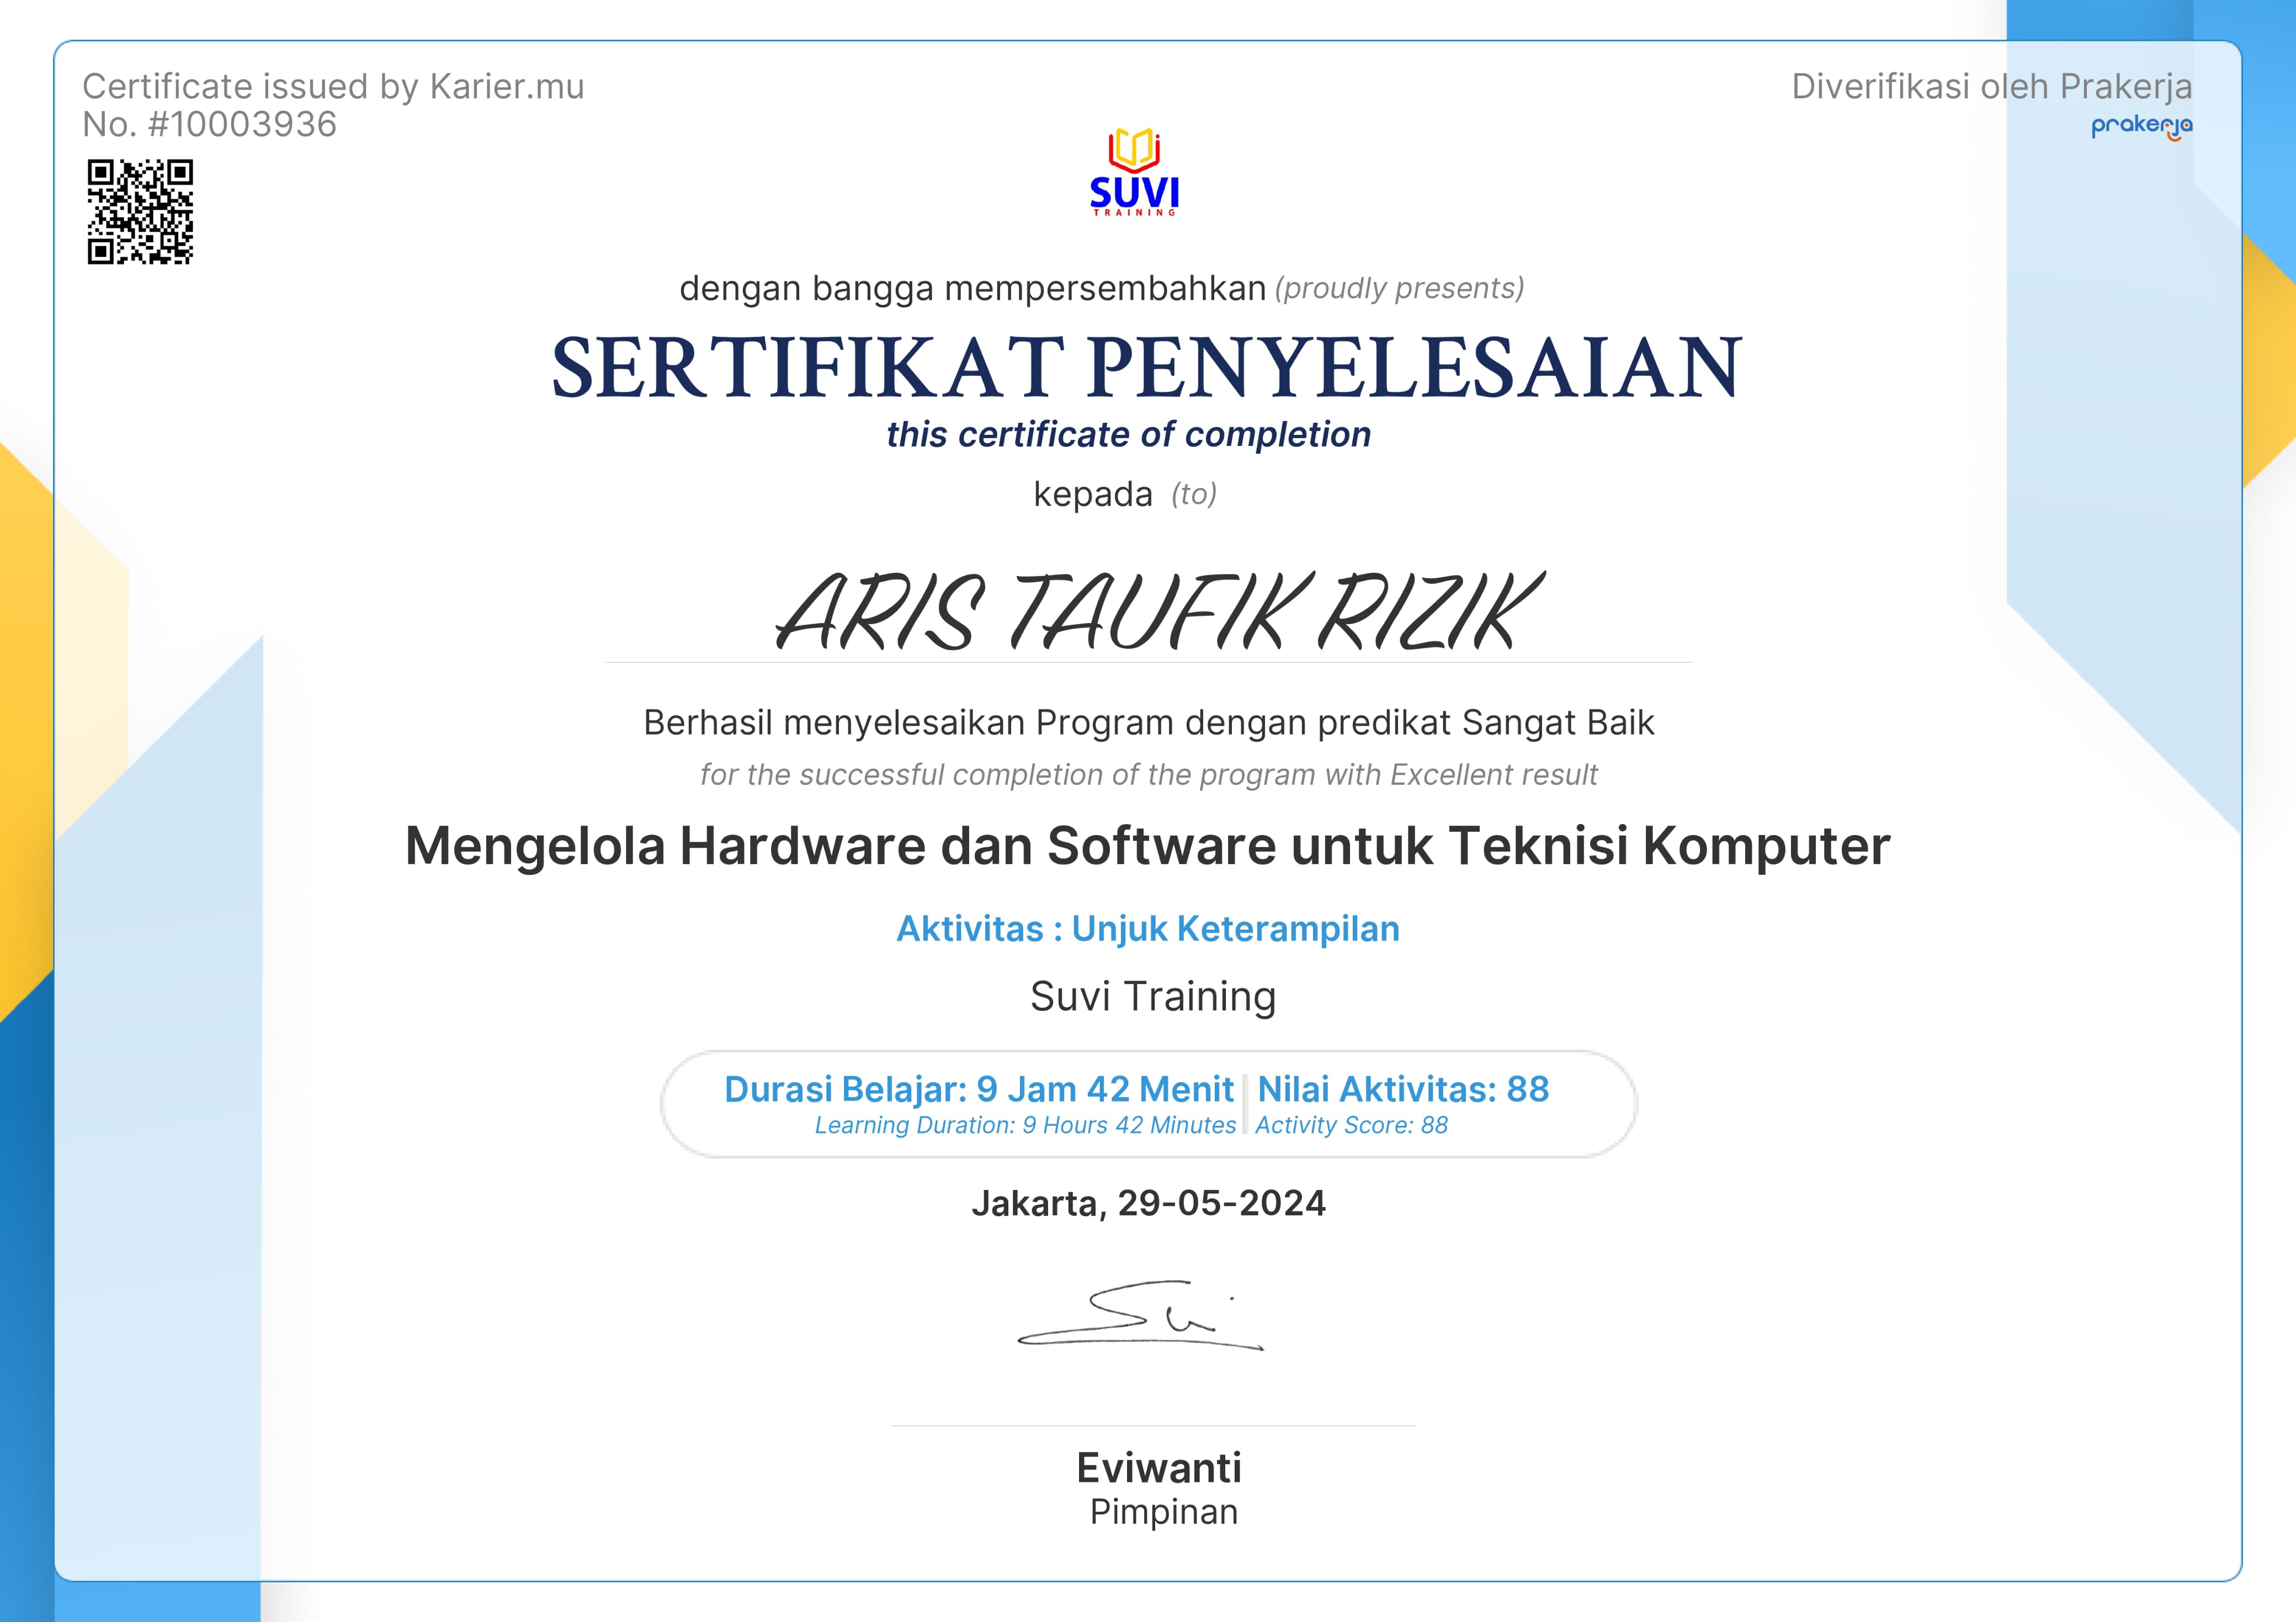 Certificate issued by Karier.mu
No. #10003936
Diverifikasi oleh Prakerja
prakerja
SUVI
TRAINING
dengan bangga mempersembahkan (proudly presents)
SERTIFIKAT PENYELESAIAN
this certificate of completion
kepada (to)
ARIS TAUFIK RIZIK
Berhasil menyelesaikan Program dengan predikat Sangat Baik
for the successful completion of the program with Excellent result
Mengelola Hardware dan Software untuk Teknisi Komputer
Aktivitas : Unjuk Keterampilan
Suvi Training
Durasi Belajar: 9 Jam 42 Menit
Learning Duration: 9 Hours 42 Minutes
Nilai Aktivitas: 88
Activity Score: 88
Jakarta, 29-05-2024
Eviwanti
Pimpinan